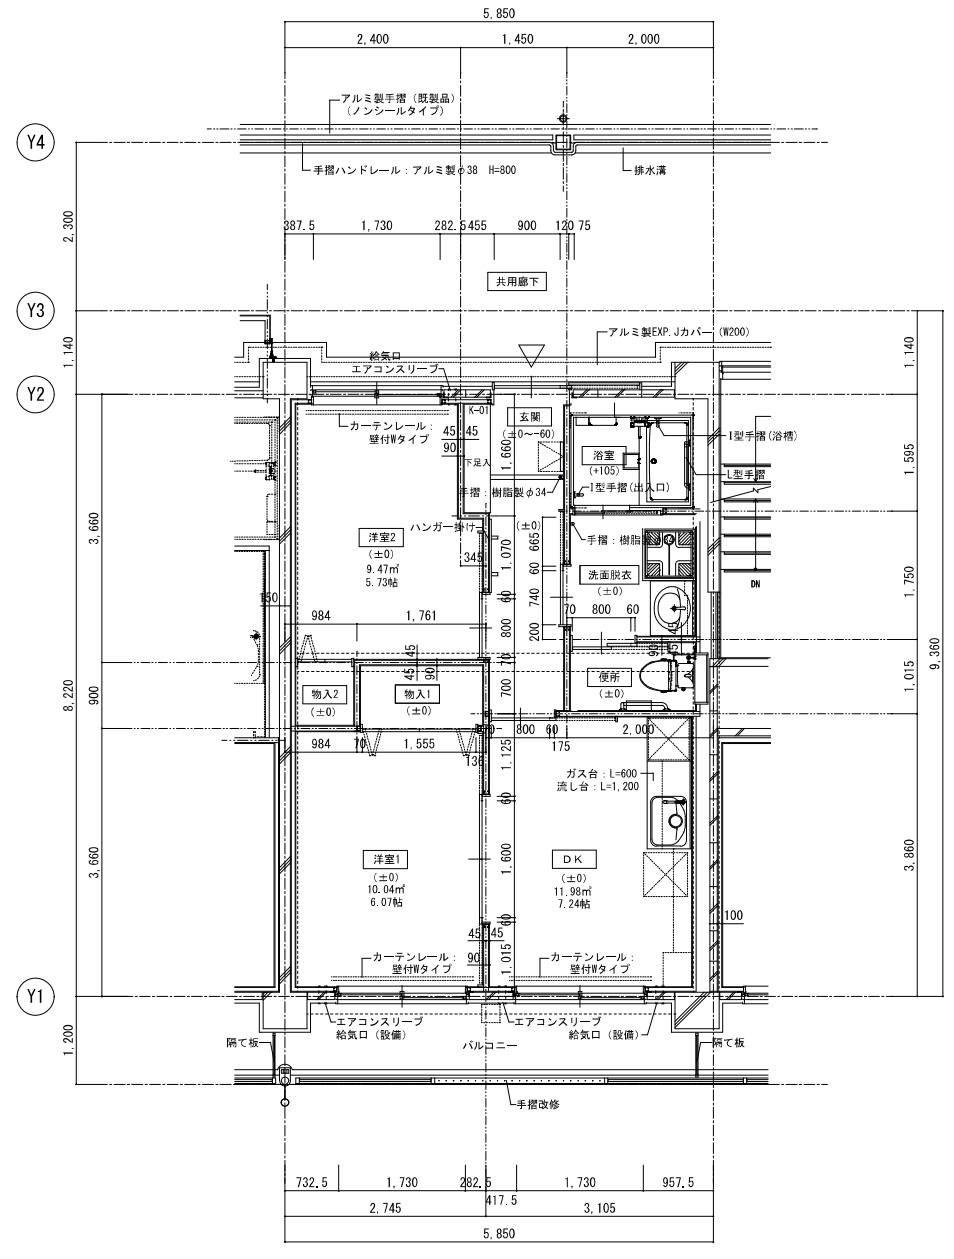 5,850
2,400
1,450
2,000
アルミ製手摺（既製品）
（ノンシールタイプ）
Y4
手摺ハンドレール：アルミ製φ38 H=800
排水溝
2,300
387.5
1,730
282.5
455
900
120
75
共用廊下
Y3
アルミ製EXP.Jカバー（W200）
1,140
1,140
給気口
エアコンスリーブ
Y2
K-01
玄関
(±0～-60)
カーテンレール：
壁付Wタイプ
45
45
90
1,660
I型手摺(浴槽)
浴室
(+105)
1,595
下足入
L型手摺
手摺：樹脂製φ34
I型手摺(出入口)
3,660
ハンガー掛け
(±0)
手摺：樹脂
洋室2
(±0)
9.47㎡
5.73帖
345
1,070
665
60
洗面脱衣
(±0)
DN
1,750
150
60
740
984
1,761
800
200
70
800
60
45
45
90
9,360
45
45
90
70
700
便所
(±0)
1,015
8,220
900
物入2
(±0)
物入1
(±0)
984
70
1,555
130
800
60
175
2,000
1,125
60
ガス台：L=600
流し台：L=1,200
3,660
洋室1
(±0)
10.04㎡
6.07帖
1,600
DK
(±0)
11.98㎡
7.24帖
3,860
60
100
45
45
90
1,015
カーテンレール：
壁付Wタイプ
カーテンレール：
壁付Wタイプ
Y1
エアコンスリーブ
給気口（設備）
エアコンスリーブ
給気口（設備）
1,200
隔て板
バルコニー
隔て板
手摺改修
732.5
1,730
282.5
417.5
1,730
957.5
2,745
3,105
5,850